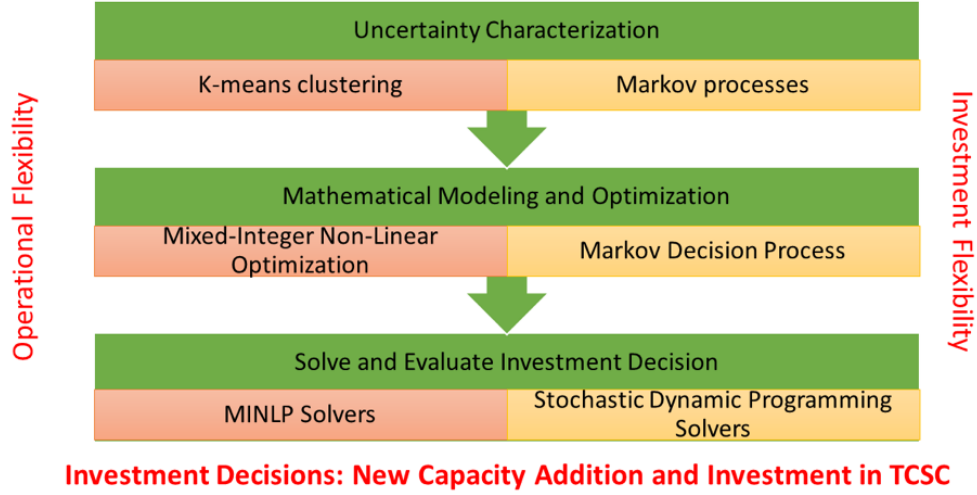 Uncertainty Characterization
K-means clustering
Markov processes
Operational Flexibility
Investment Flexibility
Mathematical Modeling and Optimization
Mixed-Integer Non-Linear
Optimization
Markov Decision Process
Solve and Evaluate Investment Decision
MINLP Solvers
Stochastic Dynamic Programming
Solvers
Investment Decisions: New Capacity Addition and Investment in TCSC